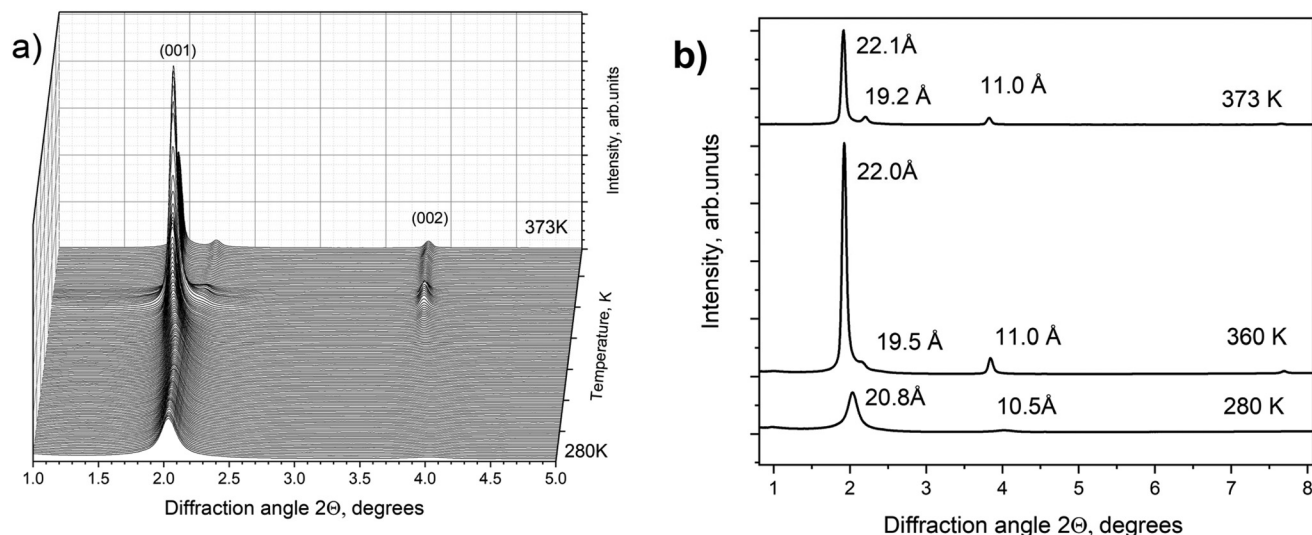 a)
(001)
(002)
373K
280K
Intensity, arb.units
Temperature, K
1.0 1.5 2.0 2.5 3.0 3.5 4.0 4.5 5.0
Diffraction angle 2Θ, degrees
b)
22.1Å
19.2 Å
11.0 Å
373 K
22.0Å
19.5 Å
11.0 Å
360 K
20.8Å
10.5Å
280 K
Intensity, arb.unuts
1 2 3 4 5 6 7 8
Diffraction angle 2Θ, degrees